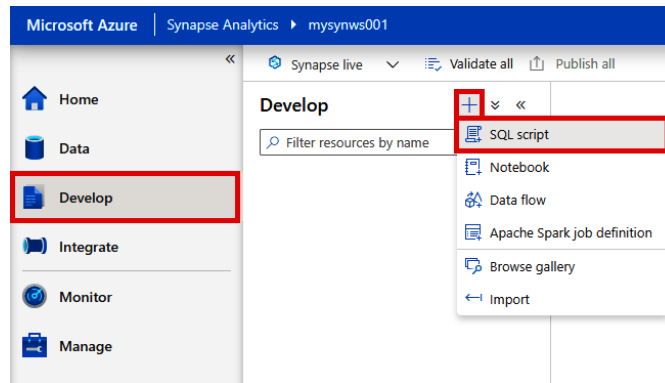 Microsoft Azure Synapse Analytics ▸ mysynws001
«
Home
Data
Develop
Integrate
Monitor
Manage
Synapse live Validate all Publish all
Develop + «
Filter resources by name
SQL script
Notebook
Data flow
Apache Spark job definition
Browse gallery
Import